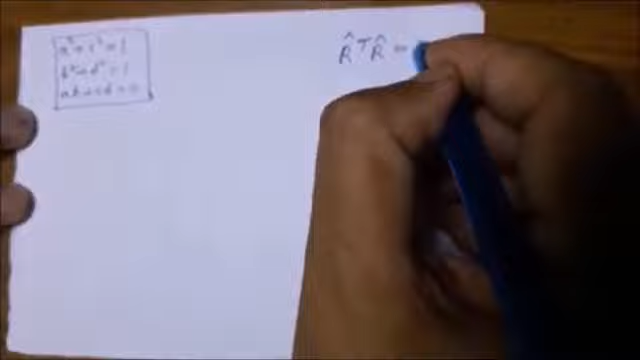 a² + c² = 1
b² + d² = 1
ab + cd = 0
R̂ᵀR̂ =